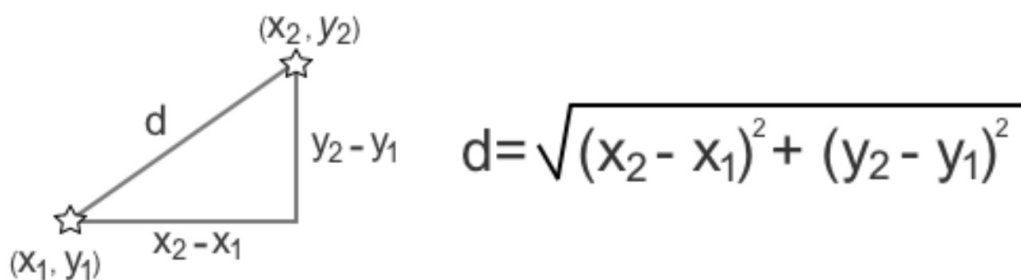 (x₂, y₂)
d
y₂-y₁
x₂-x₁
(x₁, y₁)
d=√(x₂- x₁)²+ (y₂- y₁)²